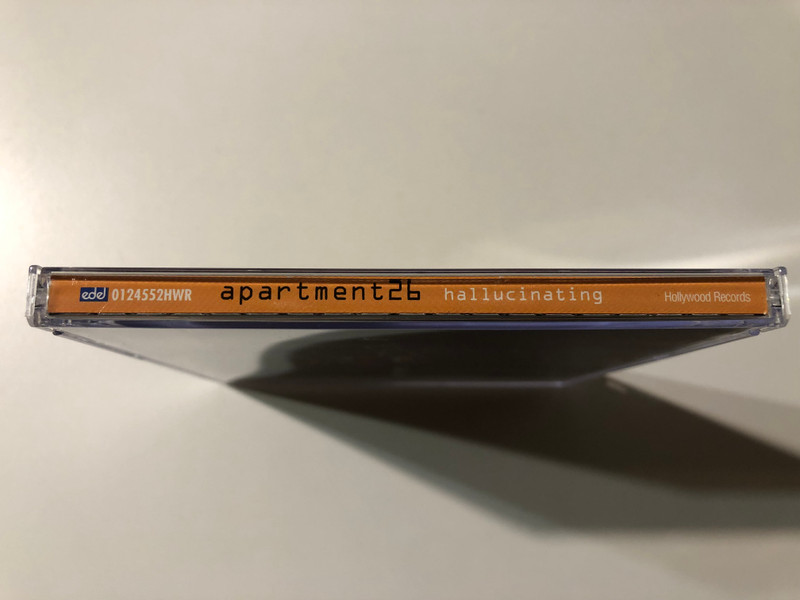 edel 0124552HWR apartment26 hallucinating Hollywood Records